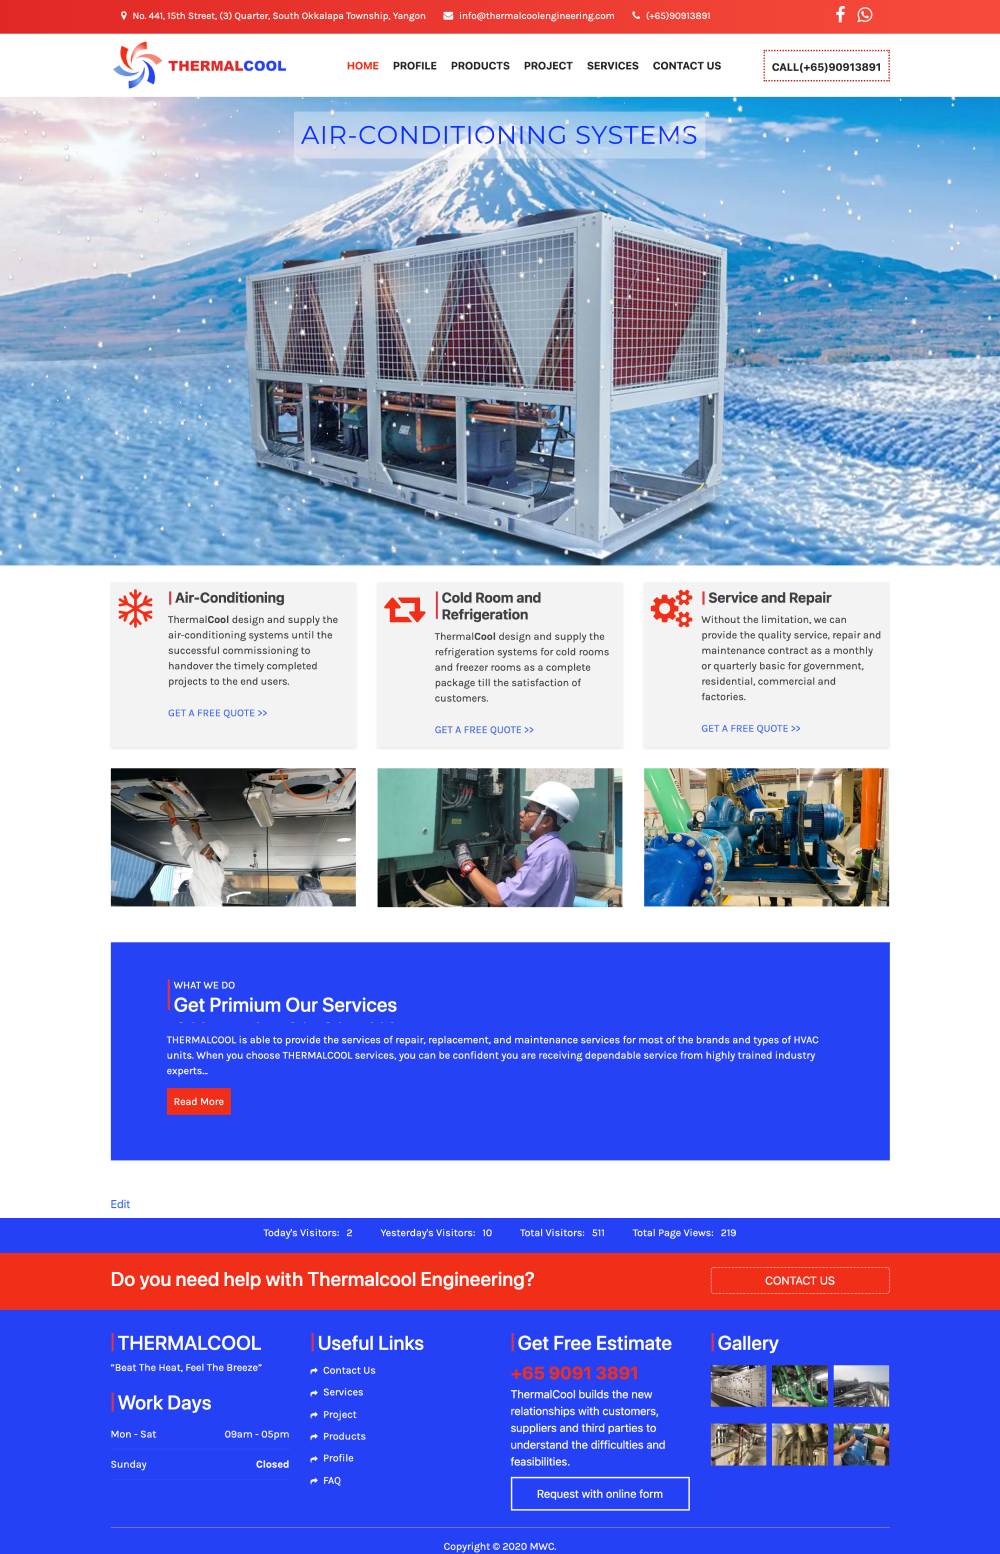 No. 441, 15th Street, (3) Quarter, South Okkalapa Township, Yangon info@thermalcoolengineering.com (+65)90913891
THERMALCOOL
HOME PROFILE PRODUCTS PROJECT SERVICES CONTACT US
CALL(+65)90913891
AIR-CONDITIONING SYSTEMS
Air-Conditioning
ThermalCool design and supply the
air-conditioning systems until the
successful commissioning to
handover the timely completed
projects to the end users.
GET A FREE QUOTE >>
Cold Room and
Refrigeration
ThermalCool design and supply the
refrigeration systems for cold rooms
and freezer rooms as a complete
package till the satisfaction of
customers.
GET A FREE QUOTE >>
Service and Repair
Without the limitation, we can
provide the quality service, repair and
maintenance contract as a monthly
or quarterly basic for government,
residential, commercial and
factories.
GET A FREE QUOTE >>
WHAT WE DO
Get Primium Our Services
THERMALCOOL is able to provide the services of repair, replacement, and maintenance services for most of the brands and types of HVAC
units. When you choose THERMALCOOL services, you can be confident you are receiving dependable service from highly trained industry
experts...
Read More
Edit
Today's Visitors: 2 Yesterday's Visitors: 10 Total Visitors: 511 Total Page Views: 219
Do you need help with Thermalcool Engineering?
CONTACT US
THERMALCOOL
"Beat The Heat, Feel The Breeze"
Work Days
Mon - Sat 09am - 05pm
Sunday Closed
Useful Links
Contact Us
Services
Project
Products
Profile
FAQ
Get Free Estimate
+65 9091 3891
ThermalCool builds the new
relationships with customers,
suppliers and third parties to
understand the difficulties and
feasibilities.
Request with online form
Gallery
Copyright © 2020 MWC.